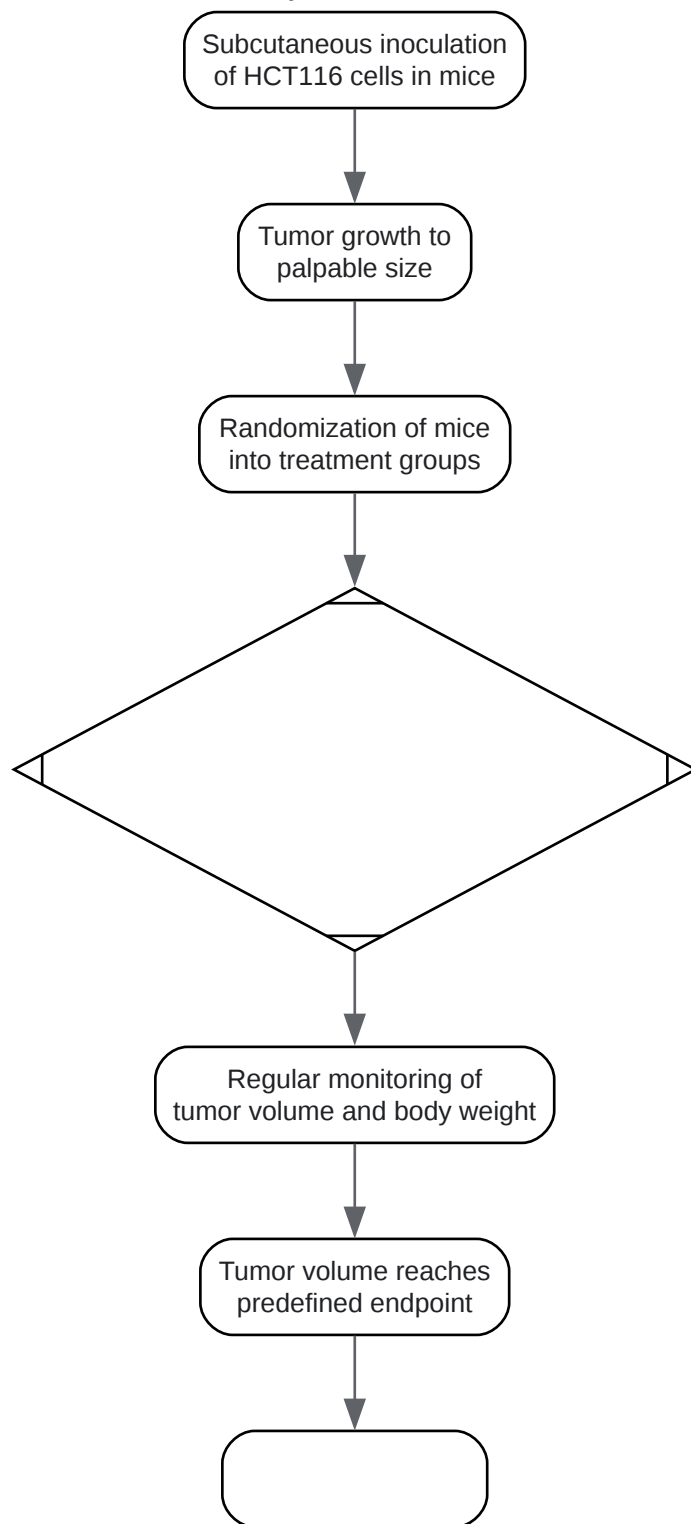 Subcutaneous inoculation
of HCT116 cells in mice
Tumor growth to
palpable size
Randomization of mice
into treatment groups
Regular monitoring of
tumor volume and body weight
Tumor volume reaches
predefined endpoint